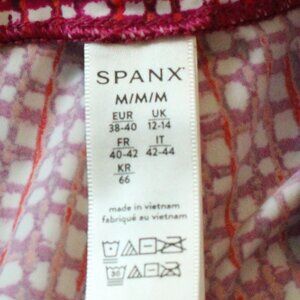 SPANX
M/M/M
EUR UK
38-40 12-14
FR IT
40-42 42-44
KR
66
made in vietnam
fabriqué au vietnam
30